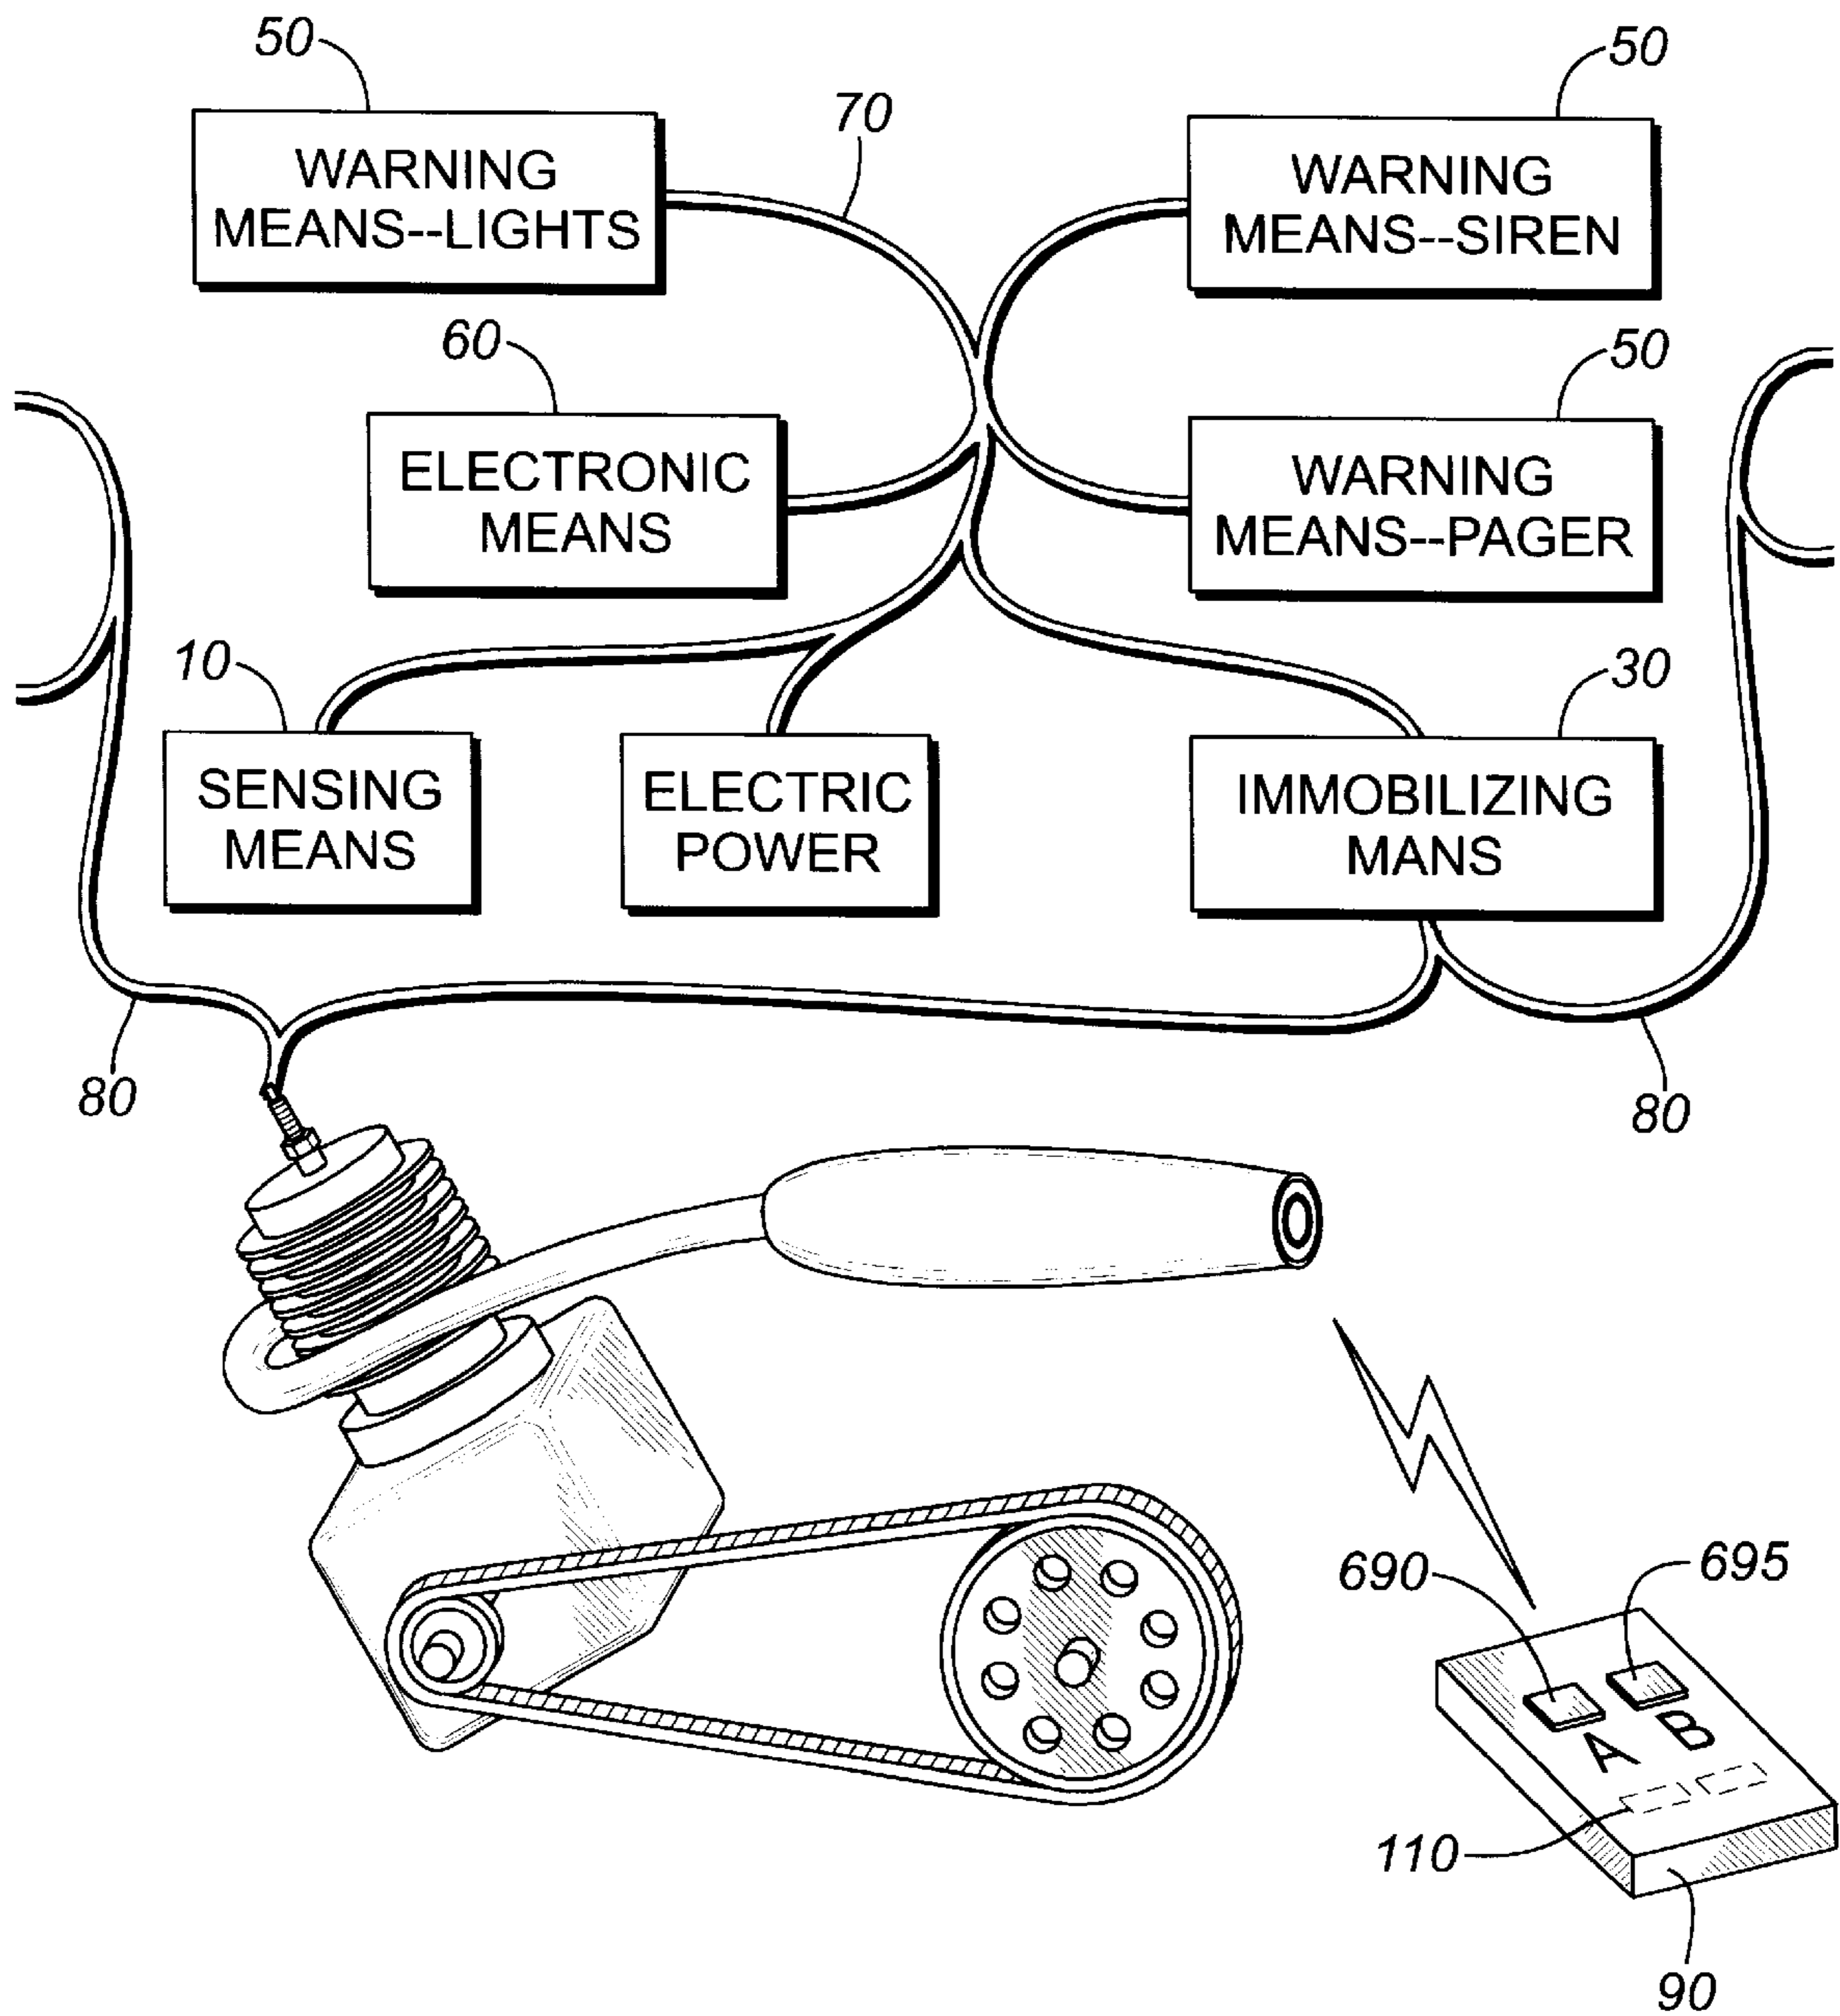 50
50
70
WARNING
MEANS--LIGHTS
WARNING
MEANS--SIREN
60
50
ELECTRONIC
MEANS
WARNING
MEANS--PAGER
10
30
SENSING
MEANS
ELECTRIC
POWER
IMMOBILIZING
MANS
80
80
690
695
A
B
110
90